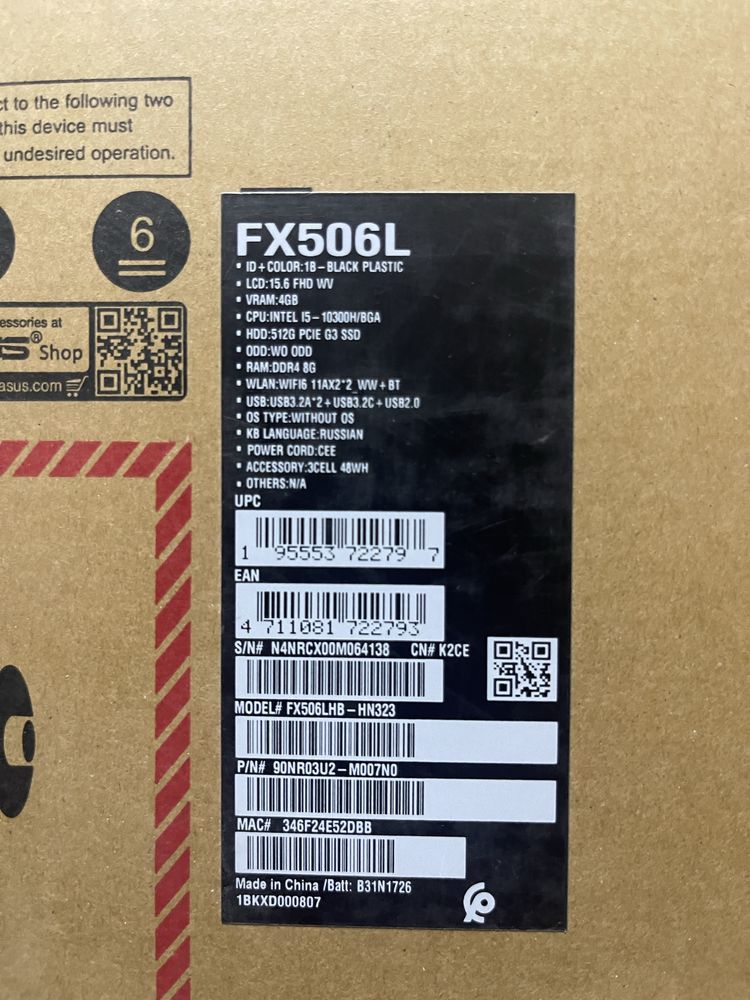 ct to the following two
this device must
undesired operation.
6
essories at
S® Shop
asus.com
FX506L
▪ ID+COLOR:1B-BLACK PLASTIC
▪ LCD:15.6 FHD WV
▪ VRAM:4GB
▪ CPU:INTEL I5-10300H/BGA
▪ HDD:512G PCIE G3 SSD
▪ ODD:WO ODD
▪ RAM:DDR4 8G
▪ WLAN:WIFI6 11AX2*2_WW+BT
▪ USB:USB3.2A*2+USB3.2C+USB2.0
▪ OS TYPE:WITHOUT OS
▪ KB LANGUAGE:RUSSIAN
▪ POWER CORD:CEE
▪ ACCESSORY:3CELL 48WH
▪ OTHERS:N/A
UPC
1 95553 72279 7
EAN
4 711081 722793
S/N# N4NRCX00M064138 CN# K2CE
MODEL# FX506LHB-HN323
P/N# 90NR03U2-M007N0
MAC# 346F24E52DBB
Made in China /Batt: B31N1726
1BKXD000807